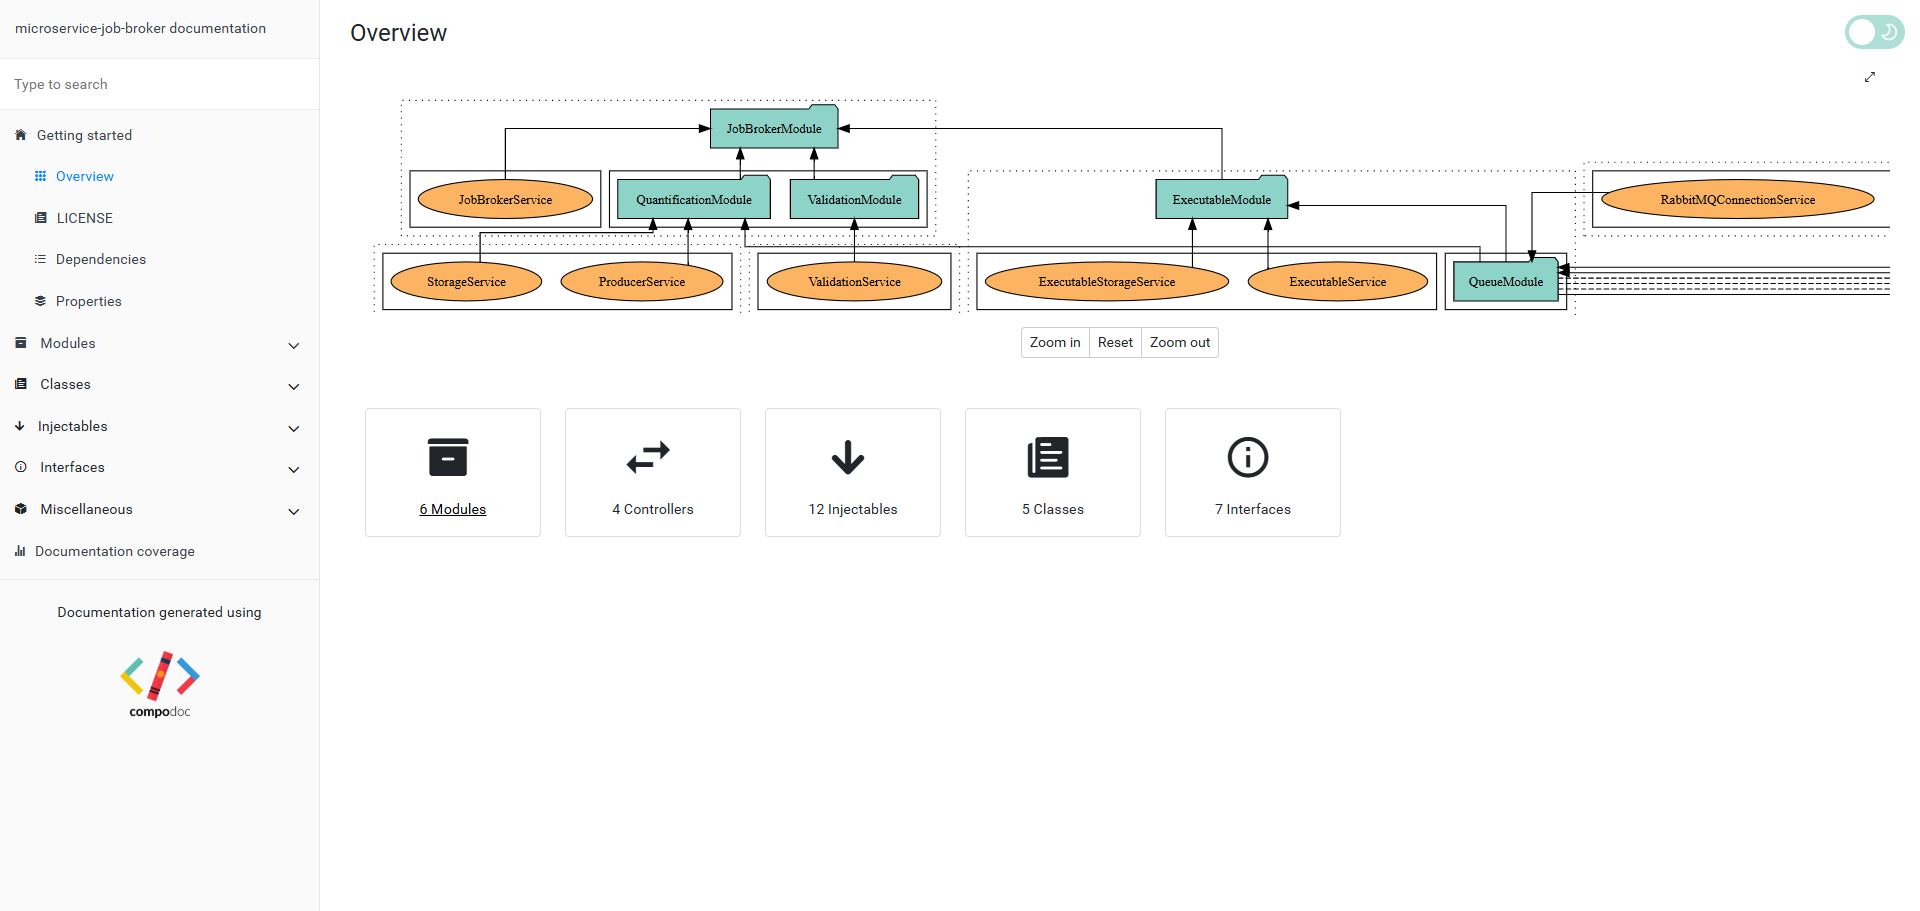 microservice-job-broker documentation
Type to search
Getting started
Overview
LICENSE
Dependencies
Properties
Modules
Classes
Injectables
Interfaces
Miscellaneous
Documentation coverage
Documentation generated using
compodoc
Overview
JobBrokerModule
JobBrokerService
QuantificationModule
ValidationModule
ExecutableModule
RabbitMQConnectionService
StorageService
ProducerService
ValidationService
ExecutableStorageService
ExecutableService
QueueModule
Zoom in
Reset
Zoom out
6 Modules
4 Controllers
12 Injectables
5 Classes
7 Interfaces